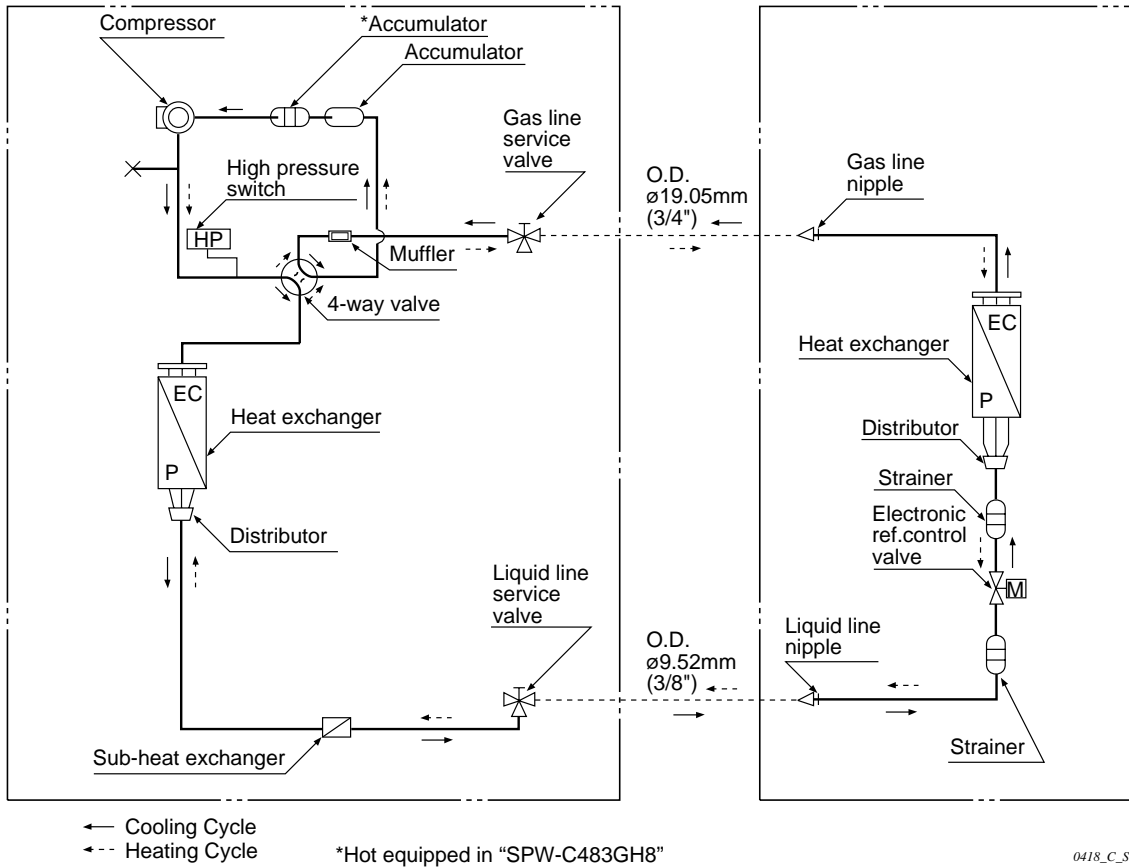 Compressor
*Accumulator
Accumulator
High pressure
switch
HP
Gas line
service
valve
O.D.
ø19.05mm
(3/4")
Gas line
nipple
Muffler
4-way valve
EC
Heat exchanger
P
Distributor
EC
Heat exchanger
P
Distributor
Strainer
Electronic
ref.control
valve
M
Liquid line
service
valve
O.D.
ø9.52mm
(3/8")
Liquid line
nipple
Sub-heat exchanger
Strainer
Cooling Cycle
Heating Cycle
*Hot equipped in “SPW-C483GH8”
0418_C_S